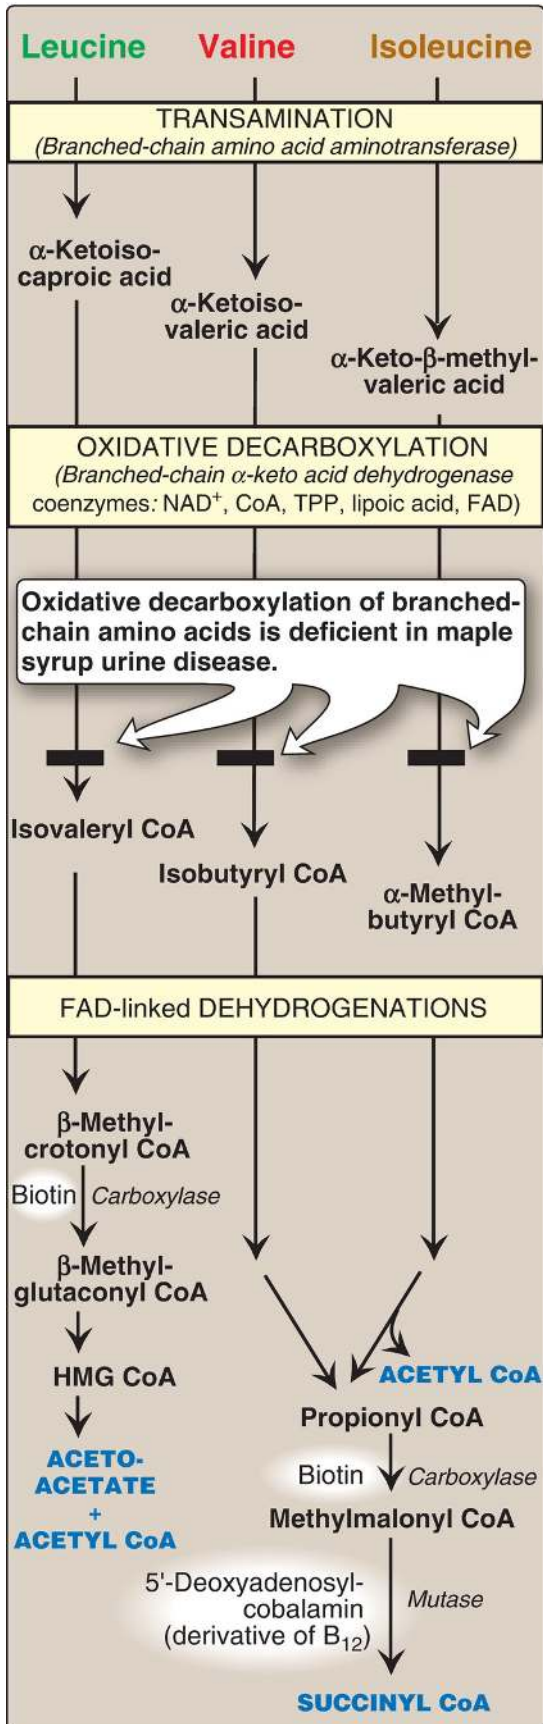 Leucine Valine Isoleucine
TRANSAMINATION
(Branched-chain amino acid aminotransferase)
α-Ketoiso-
caproic acid
α-Ketoiso-
valeric acid
α-Keto-β-methyl-
valeric acid
OXIDATIVE DECARBOXYLATION
(Branched-chain α-keto acid dehydrogenase
coenzymes: NAD⁺, CoA, TPP, lipoic acid, FAD)
Oxidative decarboxylation of branched-
chain amino acids is deficient in maple
syrup urine disease.
Isovaleryl CoA
Isobutyryl CoA
α-Methyl-
butyryl CoA
FAD-linked DEHYDROGENATIONS
β-Methyl-
crotonyl CoA
Biotin Carboxylase
β-Methyl-
glutaconyl CoA
HMG CoA
ACETO-
ACETATE
+
ACETYL CoA
ACETYL CoA
Propionyl CoA
Biotin Carboxylase
Methylmalonyl CoA
5'-Deoxyadenosyl-
cobalamin
(derivative of B₁₂)
Mutase
SUCCINYL CoA